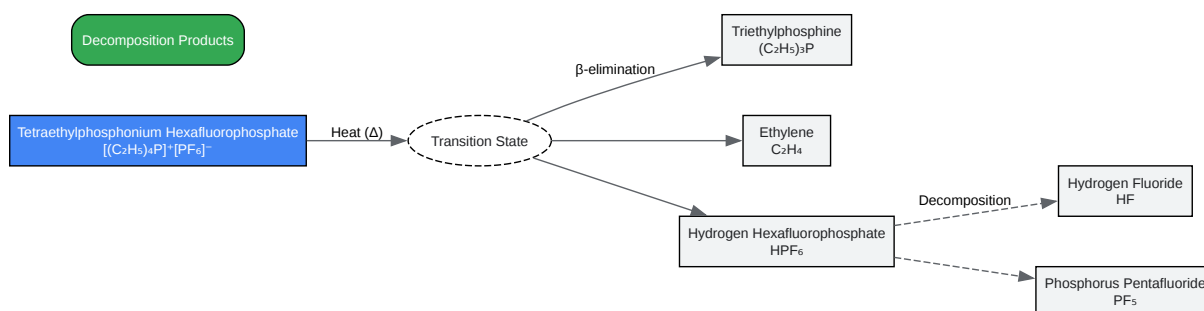 Decomposition Products
Tetraethylphosphonium Hexafluorophosphate
[(C₂H₅)₄P]⁺[PF₆]⁻
Heat (Δ)
Transition State
β-elimination
Triethylphosphine
(C₂H₅)₃P
Ethylene
C₂H₄
Hydrogen Hexafluorophosphate
HPF₆
Decomposition
Hydrogen Fluoride
HF
Phosphorus Pentafluoride
PF₅